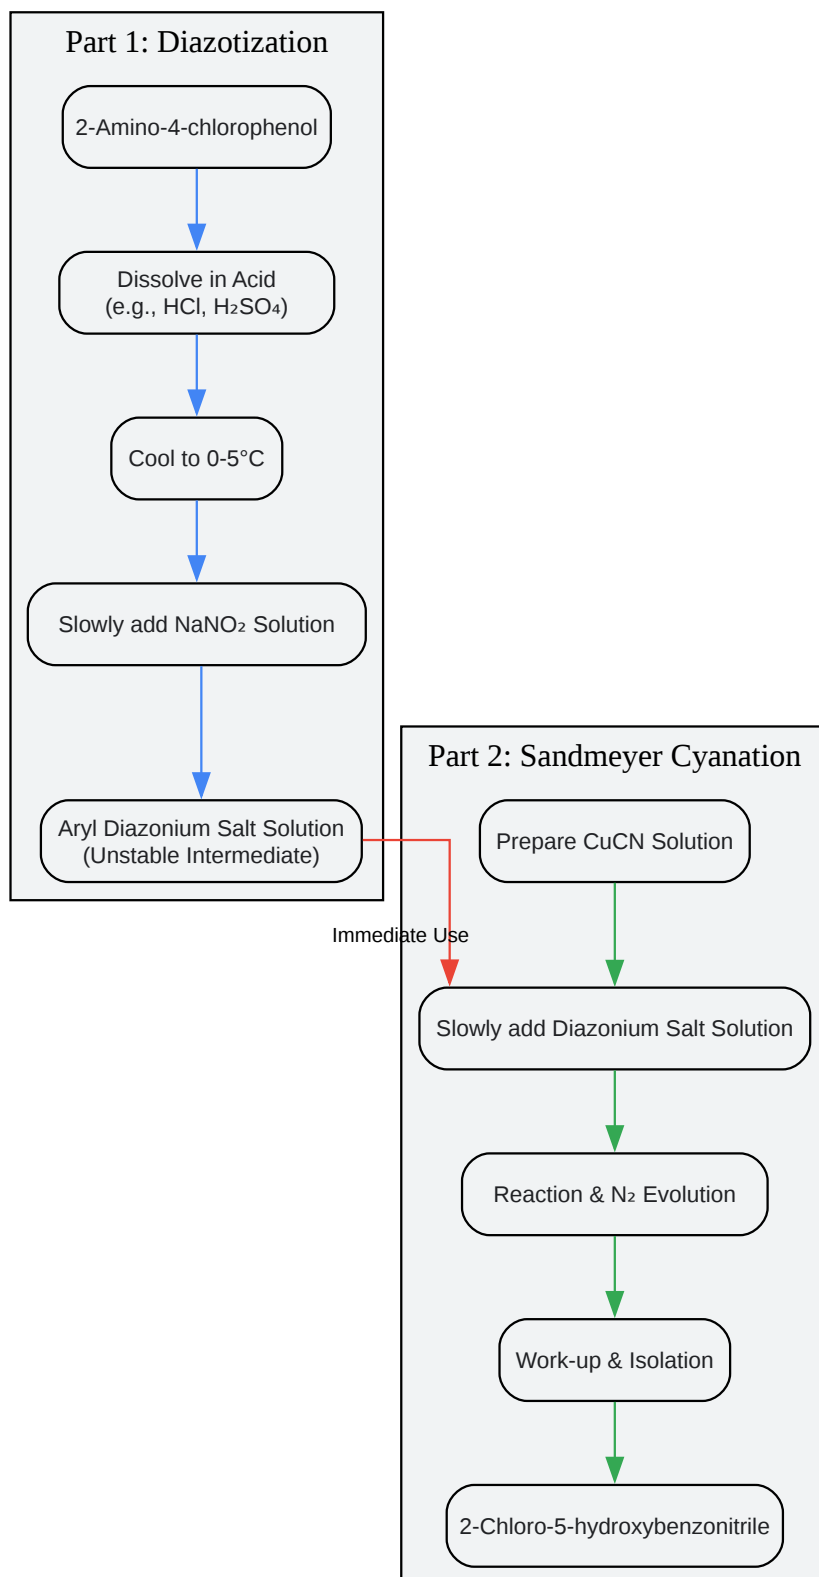 Part 1: Diazotization
2-Amino-4-chlorophenol
Dissolve in Acid
(e.g., HCl, H₂SO₄)
Cool to 0-5°C
Slowly add NaNO₂ Solution
Aryl Diazonium Salt Solution
(Unstable Intermediate)
Immediate Use
Part 2: Sandmeyer Cyanation
Prepare CuCN Solution
Slowly add Diazonium Salt Solution
Reaction & N₂ Evolution
Work-up & Isolation
2-Chloro-5-hydroxybenzonitrile